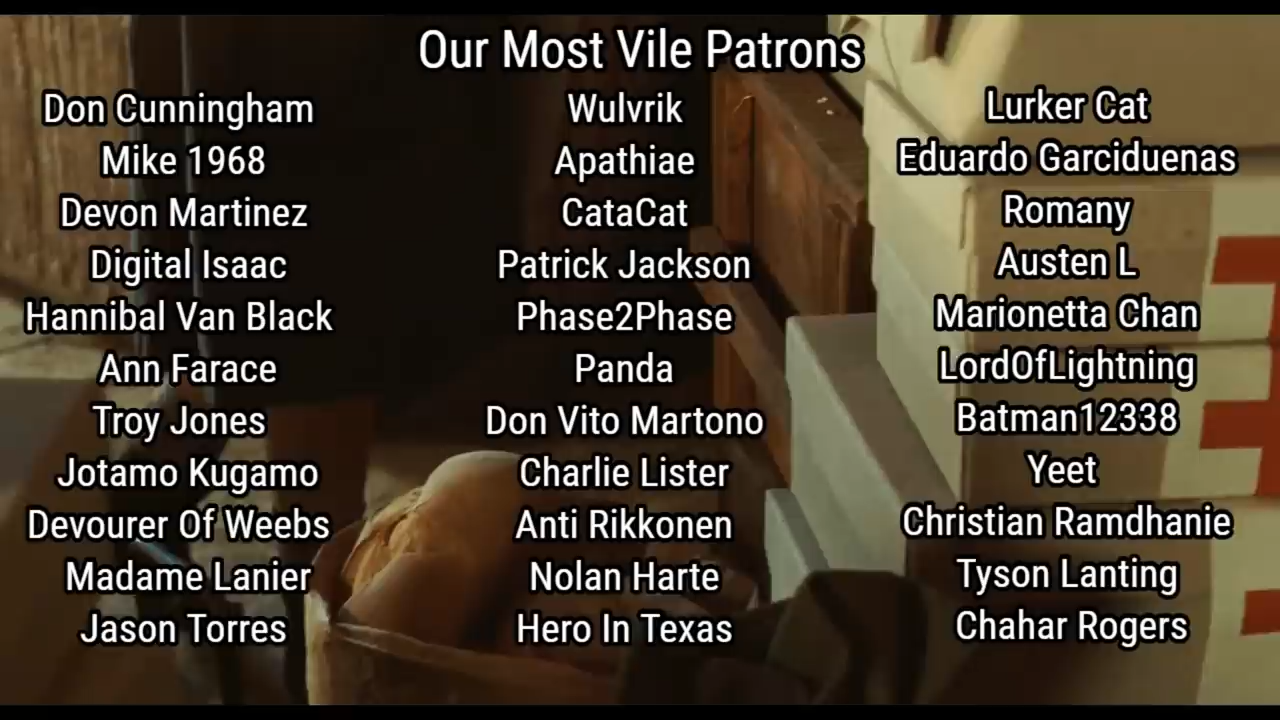 Our Most Vile Patrons
Don Cunningham
Mike 1968
Devon Martinez
Digital Isaac
Hannibal Van Black
Ann Farace
Troy Jones
Jotamo Kugamo
Devourer Of Weebs
Madame Lanier
Jason Torres
Wulvrik
Apathiae
CataCat
Patrick Jackson
Phase2Phase
Panda
Don Vito Martono
Charlie Lister
Anti Rikkonen
Nolan Harte
Hero In Texas
Lurker Cat
Eduardo Garciduenas
Romany
Austen L
Marionetta Chan
LordOfLightning
Batman12338
Yeet
Christian Ramdhanie
Tyson Lanting
Chahar Rogers